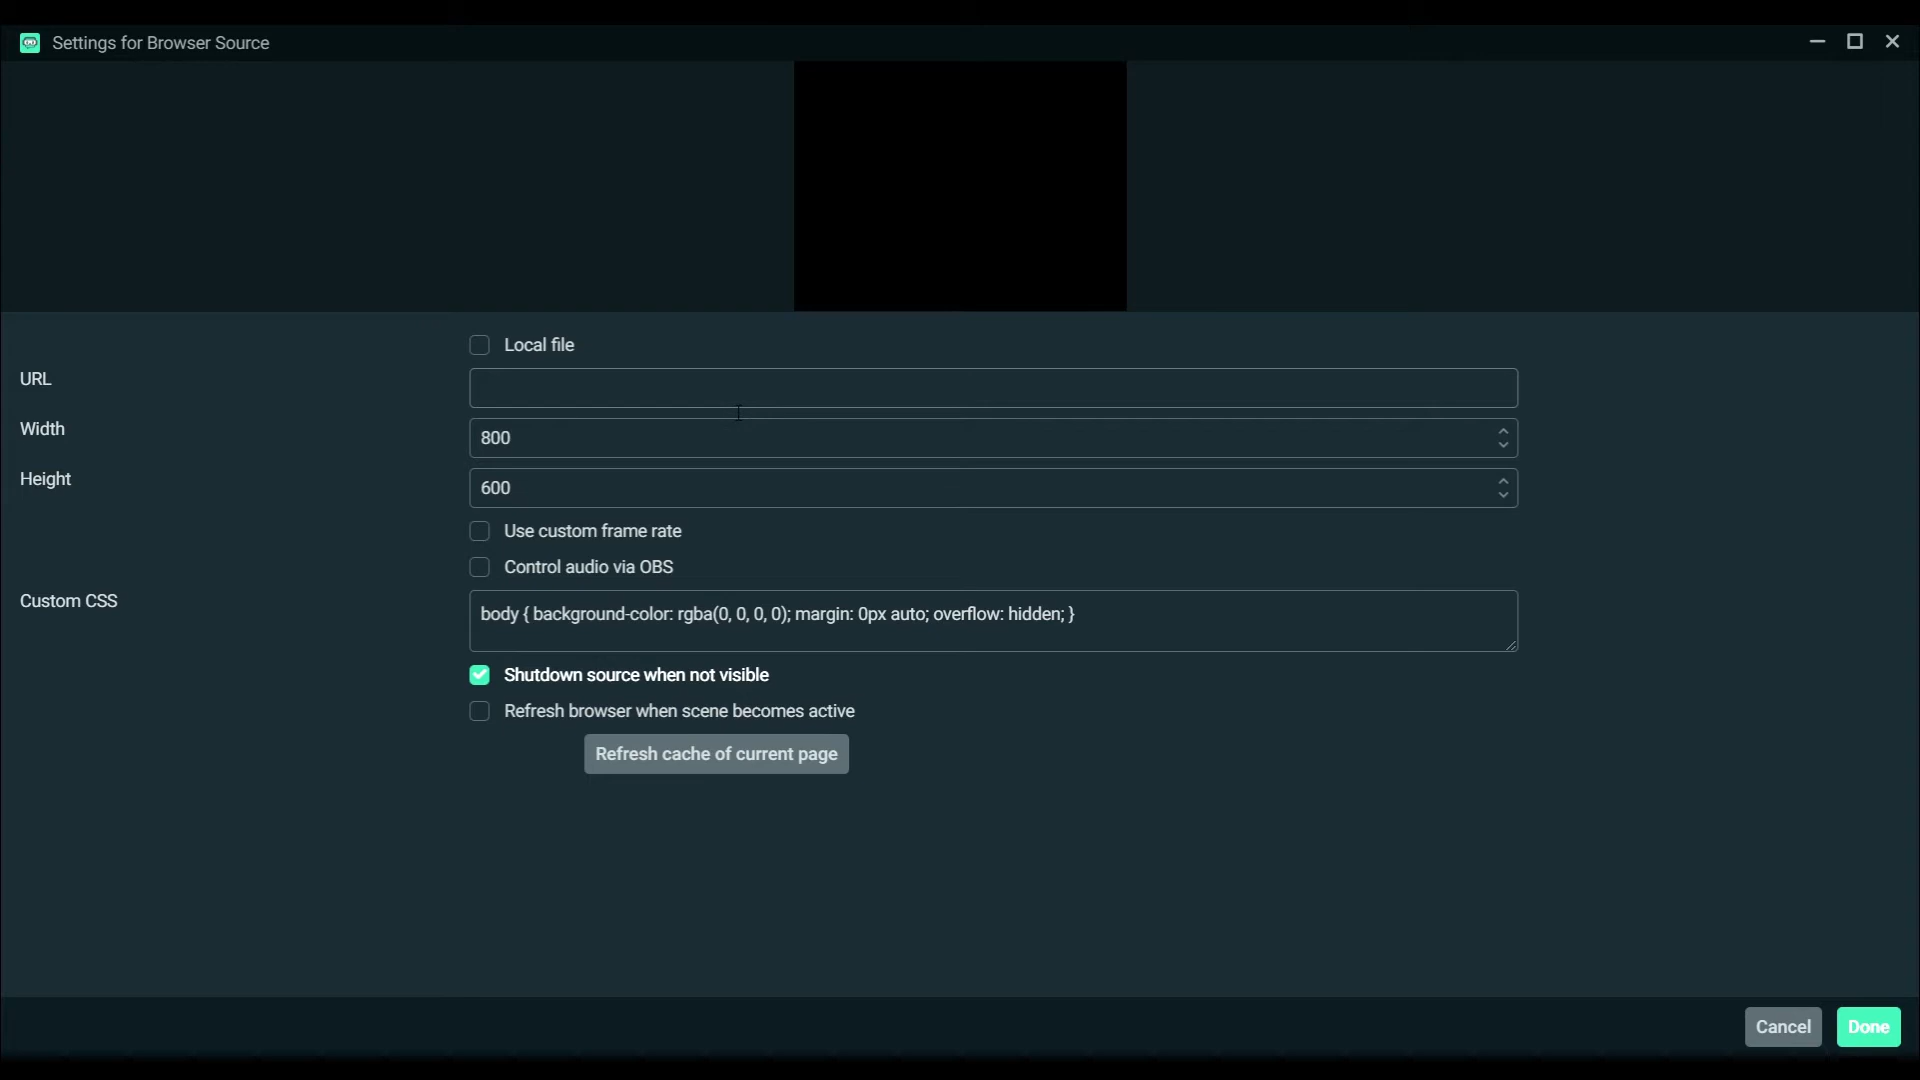 Settings for Browser Source
Local file
URL
Width
800
Height
600
Use custom frame rate
Control audio via OBS
Custom CSS
body { background-color: rgba(0, 0, 0, 0); margin: 0px auto; overflow: hidden; }
Shutdown source when not visible
Refresh browser when scene becomes active
Refresh cache of current page
Cancel
Done